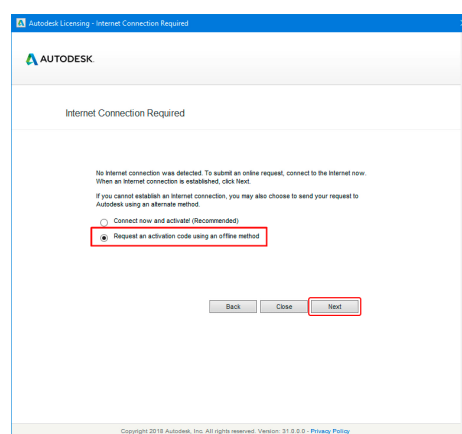 Autodesk Licensing - Internet Connection Required
AUTODESK.
Internet Connection Required
No Internet connection was detected. To submit an online request, connect to the Internet now.
When an Internet connection is established, click Next.
If you cannot establish an Internet connection, you may also choose to send your request to
Autodesk using an alternate method.
Connect now and activate! (Recommended)
Request an activation code using an offline method
Back Close Next
Copyright 2018 Autodesk, Inc. All rights reserved. Version: 31.0.0.0 - Privacy Policy